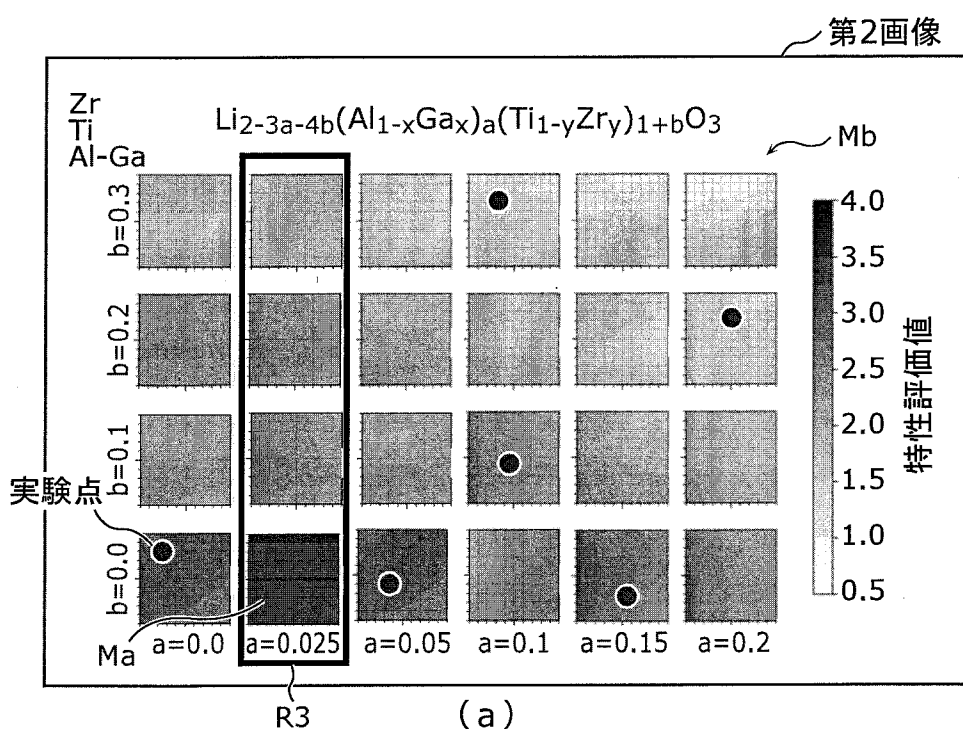 第2画像
Zr
Ti
Al-Ga
Li2-3a-4b(Al1-xGax)a(Ti1-yZry)1+bO3
Mb
b=0.3
b=0.2
b=0.1
b=0.0
実験点
Ma
a=0.0 a=0.025 a=0.05 a=0.1 a=0.15 a=0.2
4.0
3.5
3.0
2.5
2.0
1.5
1.0
0.5
特性評価値
R3
(a)